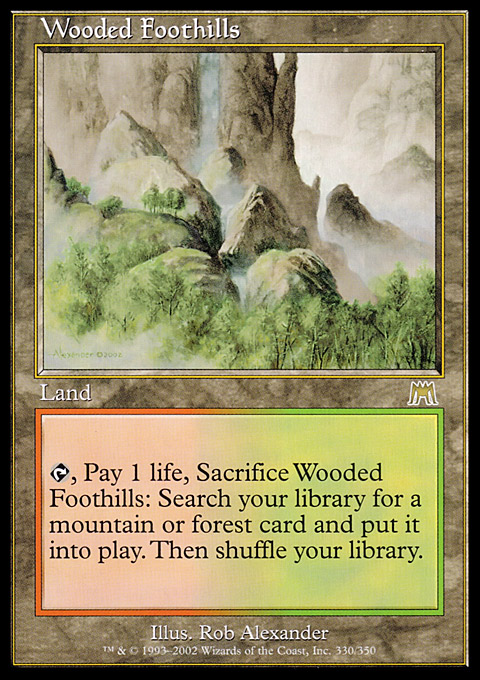 Wooded Foothills
Alexander ©2002
Land
, Pay 1 life, Sacrifice Wooded
Foothills: Search your library for a
mountain or forest card and put it
into play. Then shuffle your library.
Illus. Rob Alexander
™ & © 1993–2002 Wizards of the Coast, Inc. 330/350